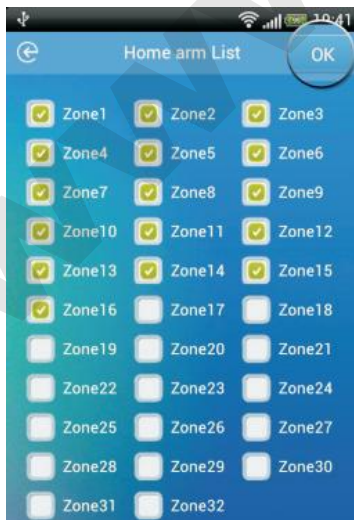 19:41
Home arm List OK
Zone1 Zone2 Zone3
Zone4 Zone5 Zone6
Zone7 Zone8 Zone9
Zone10 Zone11 Zone12
Zone13 Zone14 Zone15
Zone16 Zone17 Zone18
Zone19 Zone20 Zone21
Zone22 Zone23 Zone24
Zone25 Zone26 Zone27
Zone28 Zone29 Zone30
Zone31 Zone32